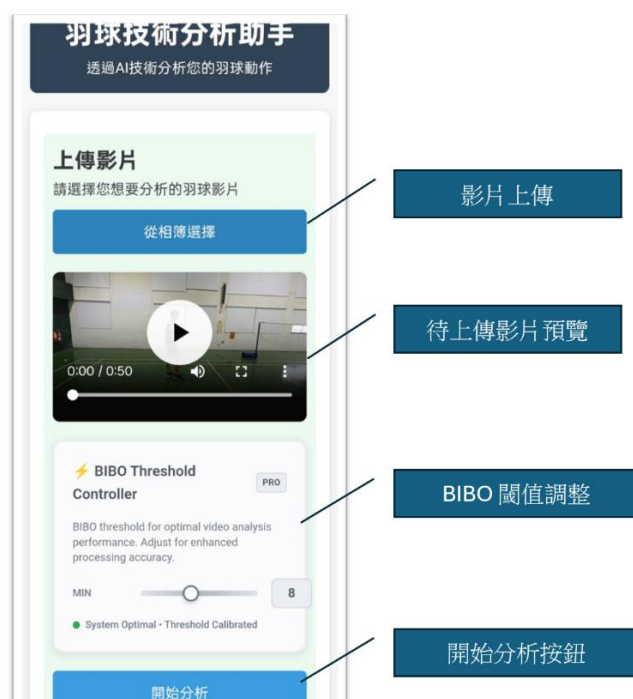 羽球技術分析助手
透過AI技術分析您的羽球動作
上傳影片
請選擇您想要分析的羽球影片
從相簿選擇
影片上傳
0:00 / 0:50
待上傳影片預覽
⚡ BIBO Threshold
Controller
PRO
BIBO threshold for optimal video analysis
performance. Adjust for enhanced
processing accuracy.
BIBO 閾值調整
MIN
8
System Optimal • Threshold Calibrated
開始分析
開始分析按鈕